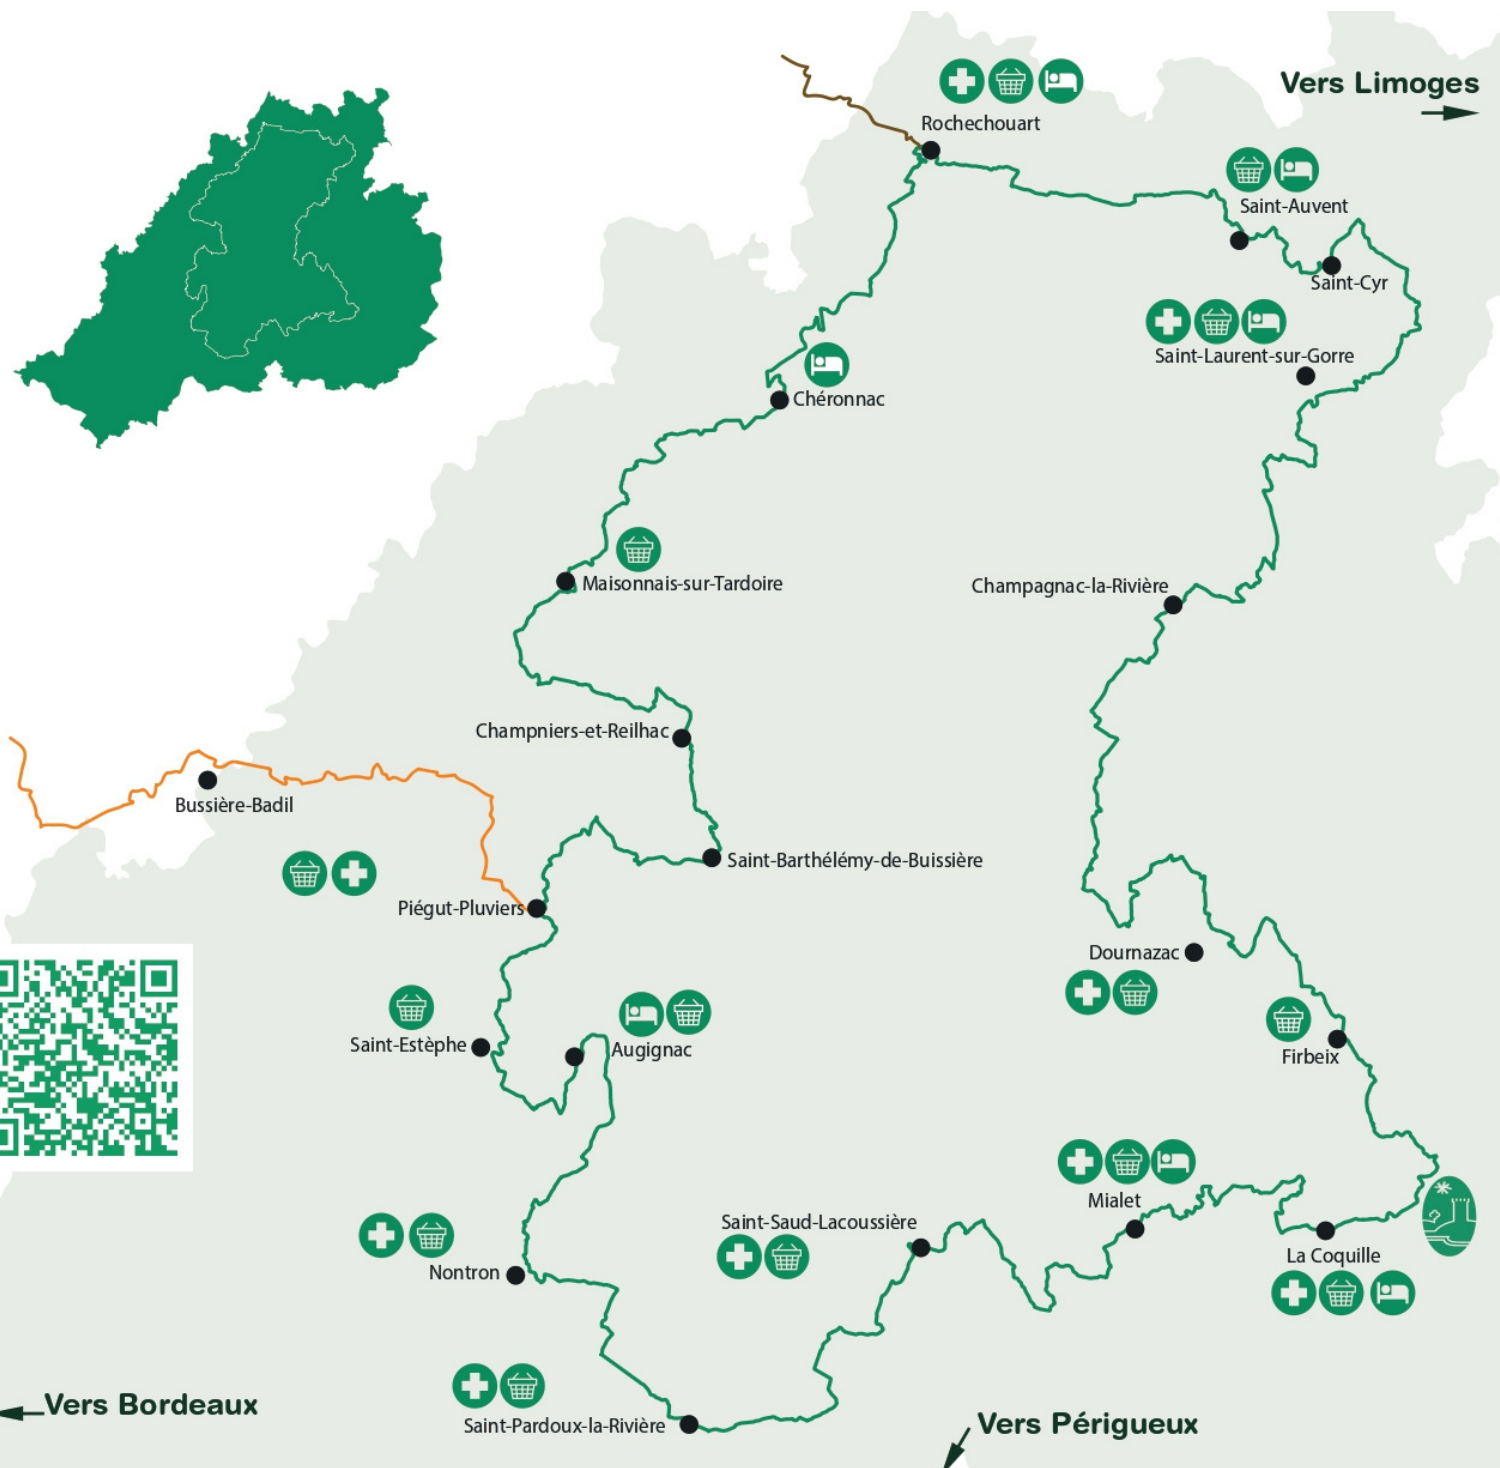 Vers Limoges
Rochechouart
Saint-Auvent
Saint-Cyr
Saint-Laurent-sur-Gorre
Chéronnac
Maisonnais-sur-Tardoire
Champagnac-la-Rivière
Champniers-et-Reilhac
Bussière-Badil
Saint-Barthélémy-de-Buissière
Piégut-Pluviers
Dournazac
Saint-Estèphe
Augignac
Firbeix
Mialet
Saint-Saud-Lacoussière
La Coquille
Nontron
Vers Bordeaux
Saint-Pardoux-la-Rivière
Vers Périgueux